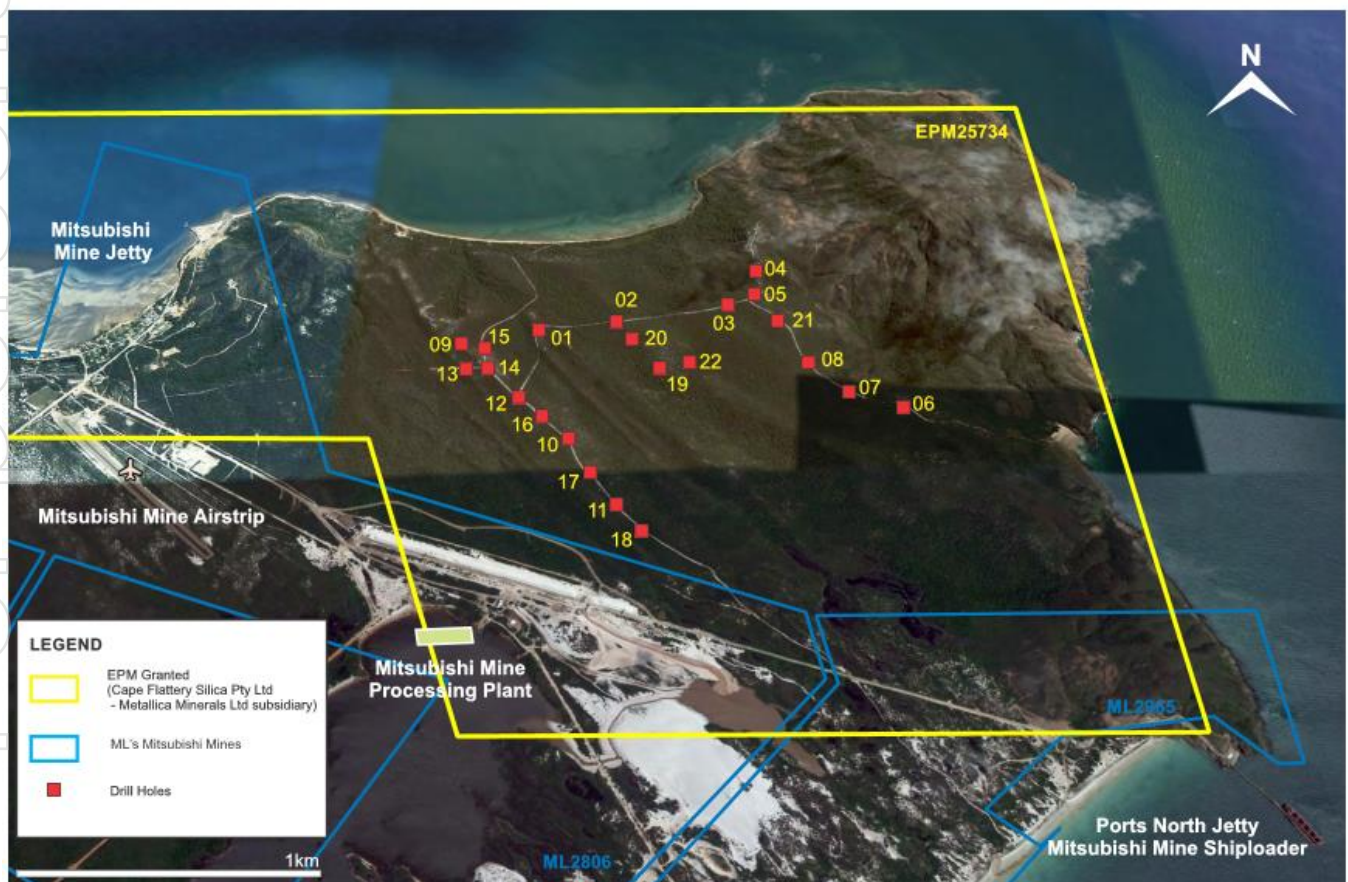 N
EPM25734
Mitsubishi
Mine Jetty
04
05
02
03
21
01
20
15
09
22
08
14
13
19
07
12
06
16
10
17
11
Mitsubishi Mine Airstrip
18
LEGEND
EPM Granted
(Cape Flattery Silica Pty Ltd
- Metallica Minerals Ltd subsidiary)
ML's Mitsubishi Mines
Drill Holes
1km
Mitsubishi Mine
Processing Plant
ML2965
Ports North Jetty
Mitsubishi Mine Shiploader
ML2806